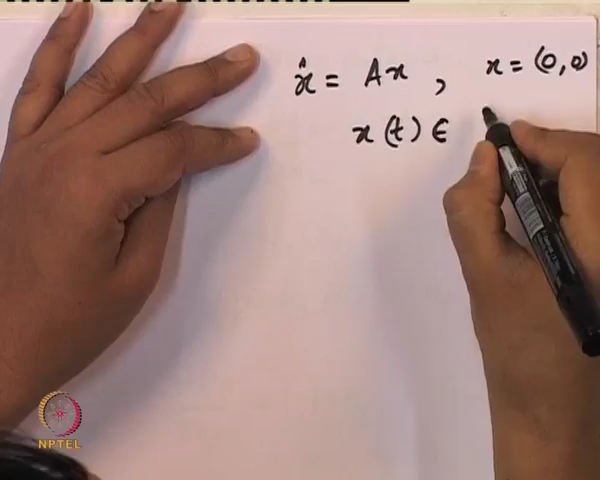 ẋ = Ax , x = (0,0)
x(t) ∈
NPTEL